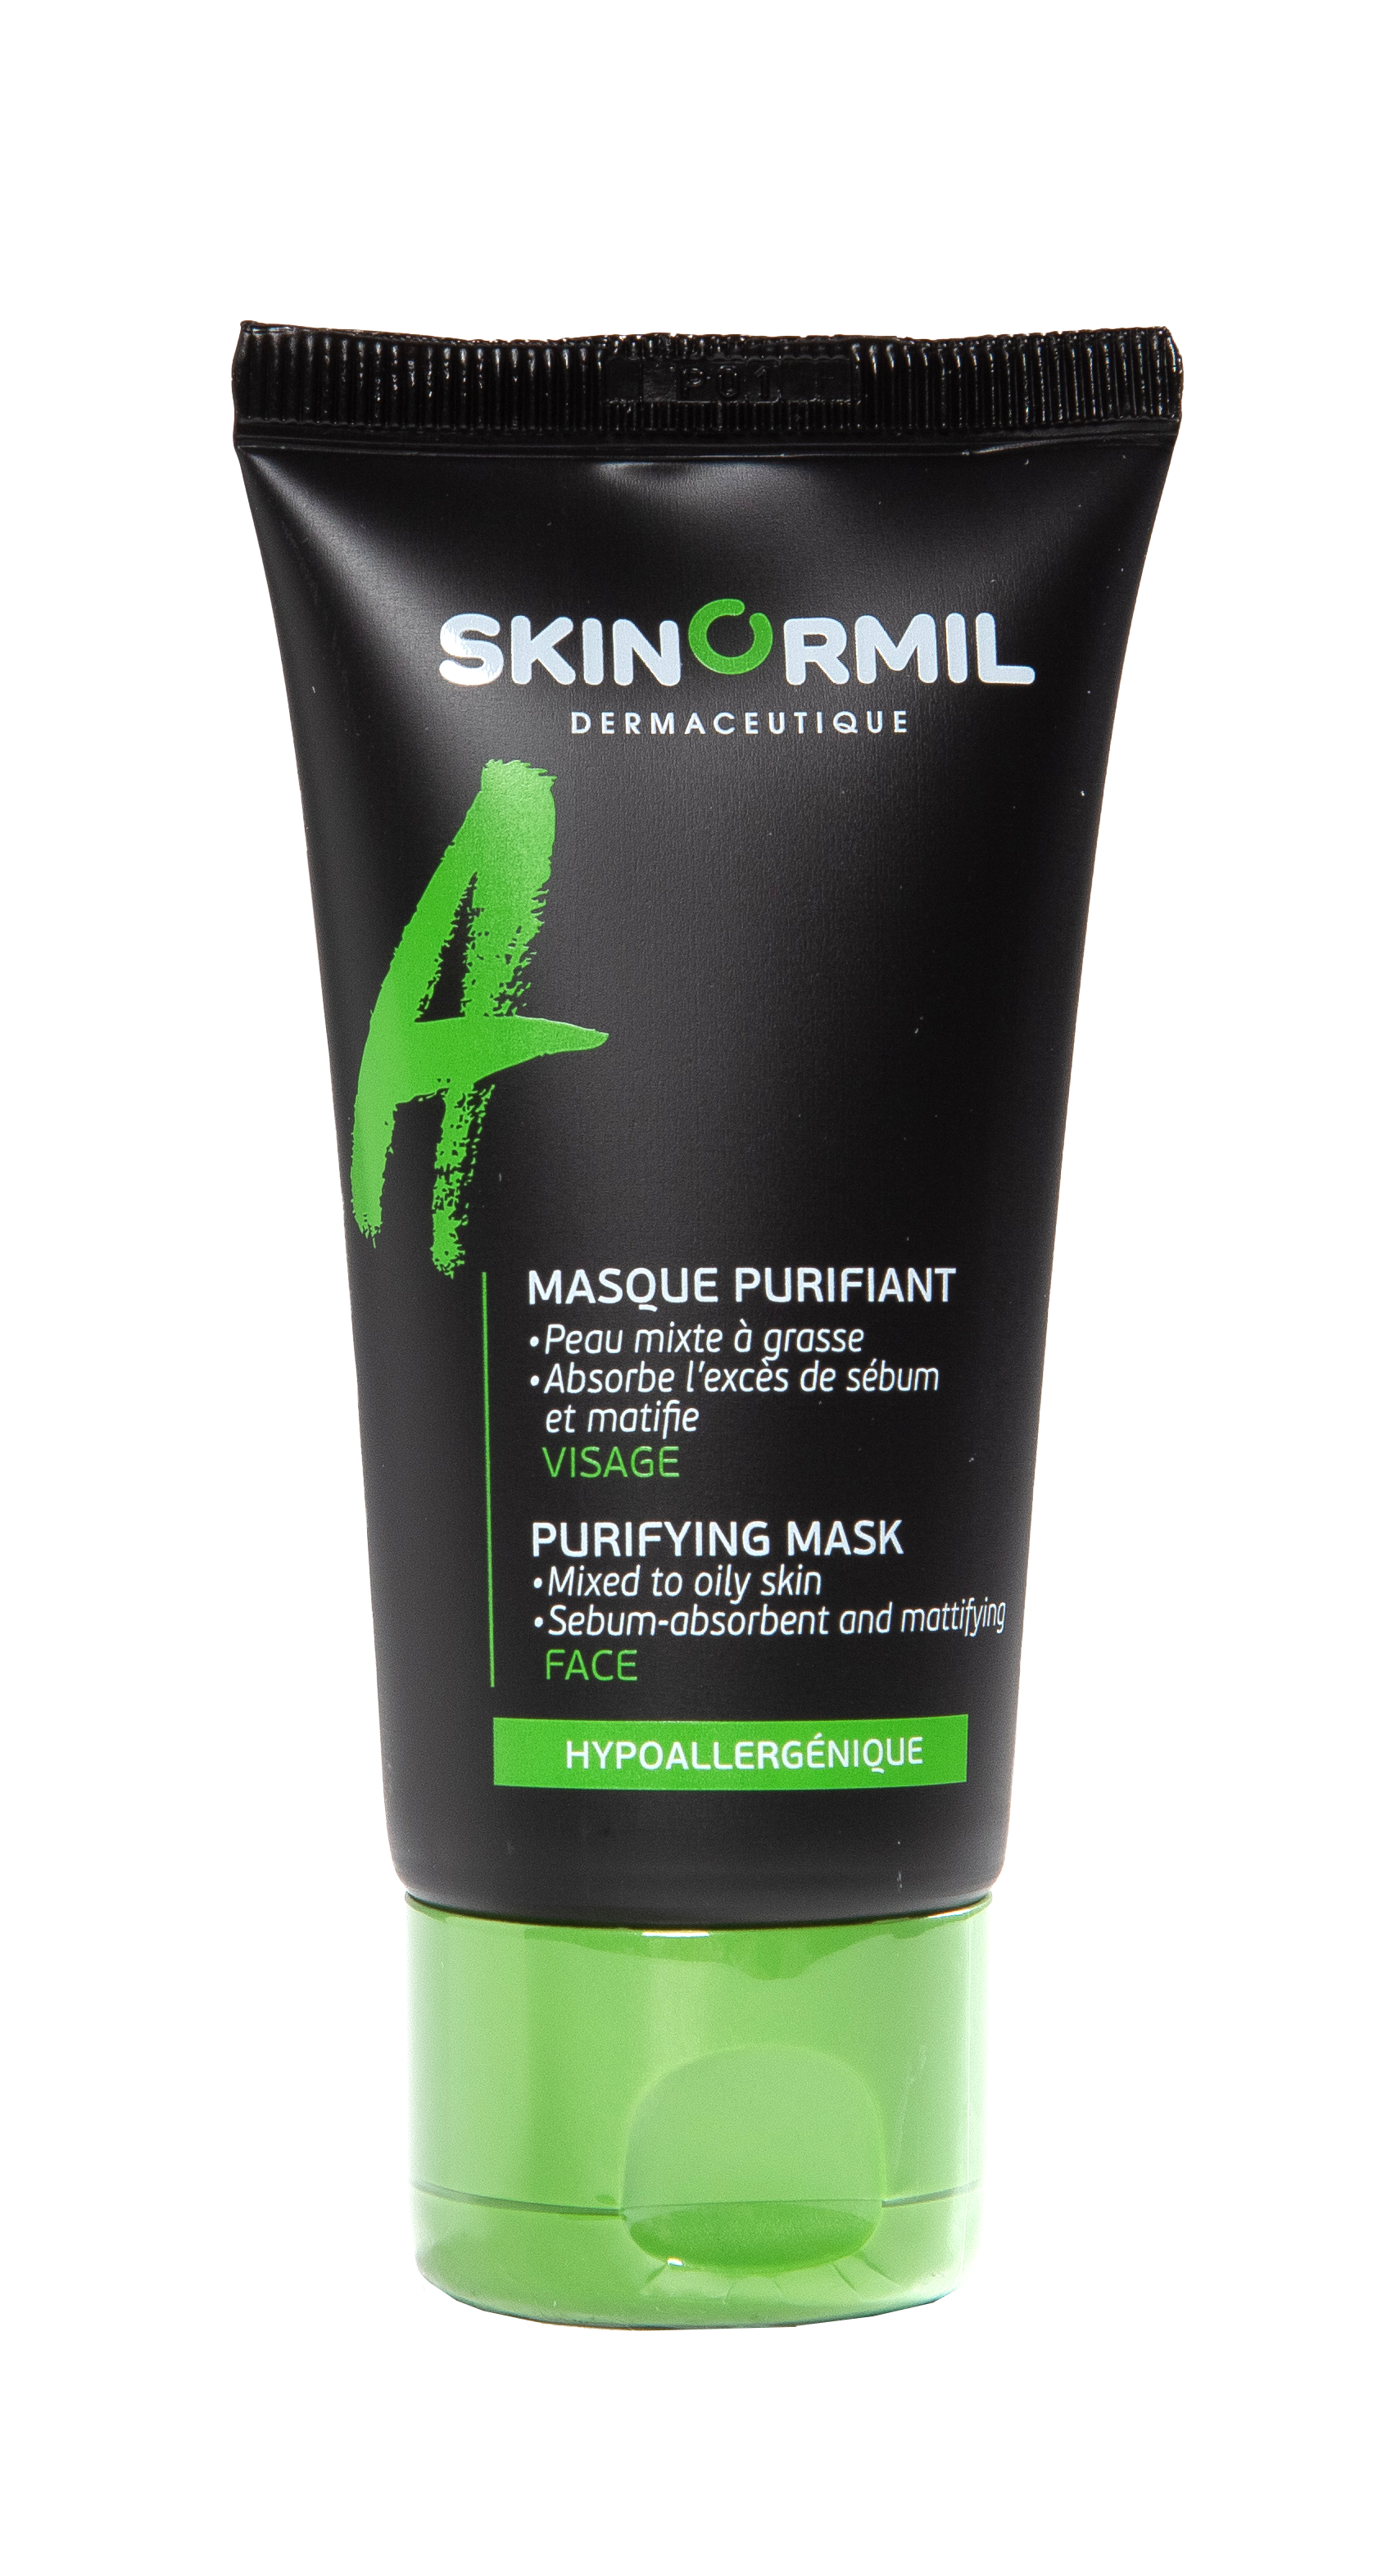 P01
SKINORMIL
DERMACEUTIQUE
A
MASQUE PURIFIANT
•Peau mixte à grasse
•Absorbe l'excès de sébum
et matifie
VISAGE
PURIFYING MASK
•Mixed to oily skin
•Sebum-absorbent and mattifying
FACE
HYPOALLERGÉNIQUE